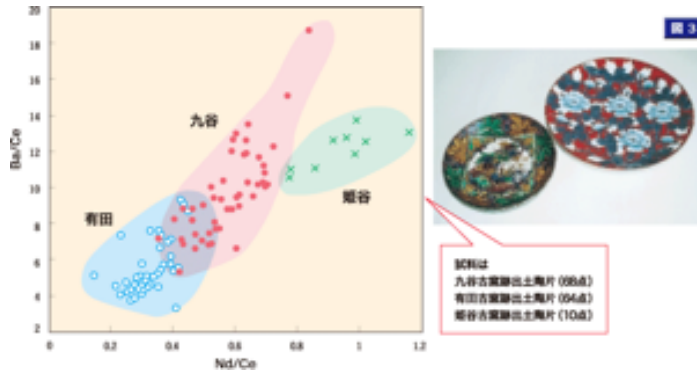 図 3
20
18
16
14
12
10
8
6
4
2
Ba/Ce
九谷
有田
姫谷
0
0.2
0.4
0.6
0.8
1
1.2
Nd/Ce
試料は
九谷古窯跡出土陶片(68点)
有田古窯跡出土陶片(64点)
姫谷古窯跡出土陶片(10点)